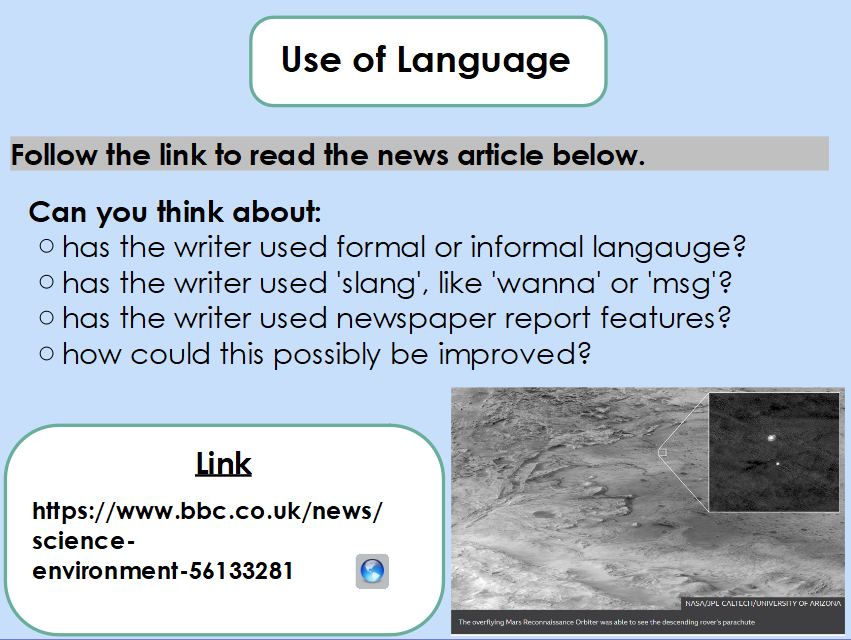 Use of Language
Follow the link to read the news article below.
Can you think about:
has the writer used formal or informal langauge?
has the writer used 'slang', like 'wanna' or 'msg'?
has the writer used newspaper report features?
how could this possibly be improved?
Link
https://www.bbc.co.uk/news/
science-
environment-56133281
NASA/JPL CALTECH/UNIVERSITY OF ARIZONA
The overflying Mars Reconnaissance Orbiter was able to see the descending rover's parachute